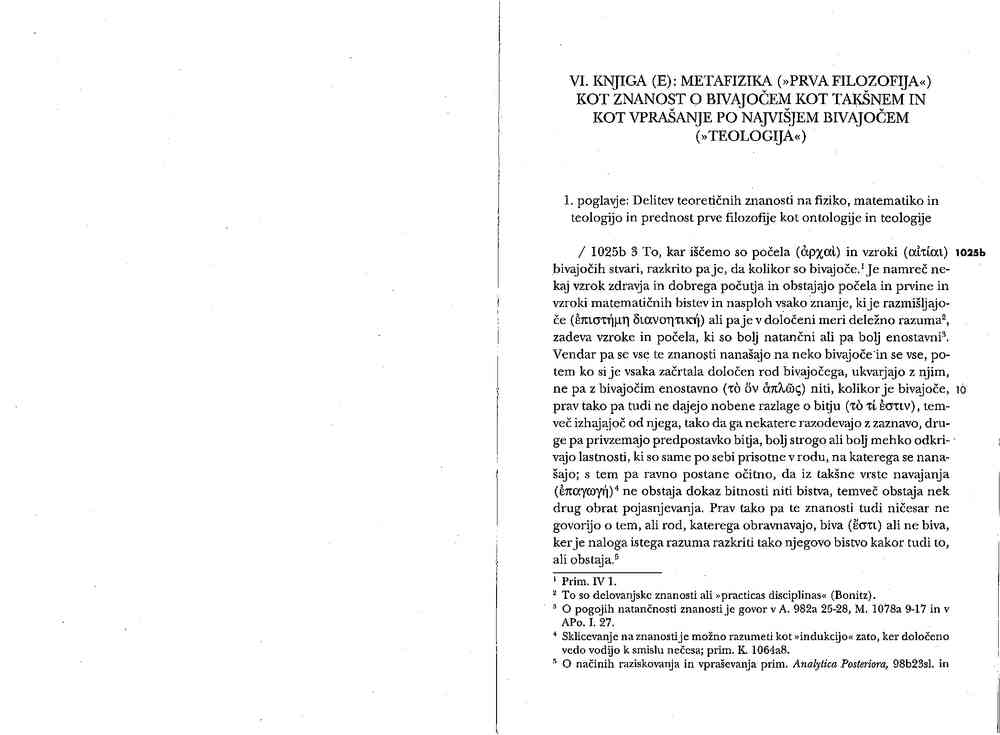 VI. KNJIGA (E): METAFIZIKA (»PRVA FILOZOFIJA«)
KOT ZNANOST O BIVAJOČEM KOT TAKŠNEM IN
KOT VPRAŠANJE PO NAJVIŠJEM BIVAJOČEM
(»TEOLOGIJA«)
1. poglavje: Delitev teoretičnih znanosti na fiziko, matematiko in
teologijo in prednost prve filozofije kot ontologije in teologije
/ 1025b 3 To, kar iščemo so počela (ἀρχαί) in vzroki (αἰτίαι) 1025b
bivajočih stvari, razkrito pa je, da kolikor so bivajoče.¹ Je namreč ne-
kaj vzrok zdravja in dobrega počutja in obstajajo počela in prvine in
vzroki matematičnih bistev in nasploh vsako znanje, ki je razmišljajo-
če (ἐπιστήμη διανοητική) ali pa je v določeni meri deležno razuma²,
zadeva vzroke in počela, ki so bolj natančni ali pa bolj enostavni³.
Vendar pa se vse te znanosti nanašajo na neko bivajoče in se vse, po-
tem ko si je vsaka začrtala določen rod bivajočega, ukvarjajo z njim,
ne pa z bivajočim enostavno (τὸ ὂν ἁπλῶς) niti, kolikor je bivajoče, 10
prav tako pa tudi ne dajejo nobene razlage o bitju (τὸ τί ἐστιν), tem-
več izhajajoč od njega, tako da ga nekatere razodevajo z zaznavo, dru-
ge pa privzemajo predpostavko bitja, bolj strogo ali bolj mehko odkri-
vajo lastnosti, ki so same po sebi prisotne v rodu, na katerega se nana-
šajo; s tem pa ravno postane očitno, da iz takšne vrste navajanja
(ἐπαγωγή)⁴ ne obstaja dokaz bitnosti niti bistva, temveč obstaja nek
drug obrat pojasnjevanja. Prav tako pa te znanosti tudi ničesar ne
govorijo o tem, ali rod, katerega obravnavajo, biva (ἔστι) ali ne biva,
ker je naloga istega razuma razkriti tako njegovo bistvo kakor tudi to,
ali obstaja.⁵
¹ Prim. IV 1.
² To so delovanjske znanosti ali »practicas disciplinas« (Bonitz).
³ O pogojih natančnosti znanosti je govor v A. 982a 25-28, M. 1078a 9-17 in v
APo. I. 27.
⁴ Sklicevanje na znanosti je možno razumeti kot »indukcijo« zato, ker določeno
vedo vodijo k smislu nečesa; prim. K. 1064a8.
⁵ O načinih raziskovanja in vpraševanja prim. Analytica Posteriora, 98b23sl. in